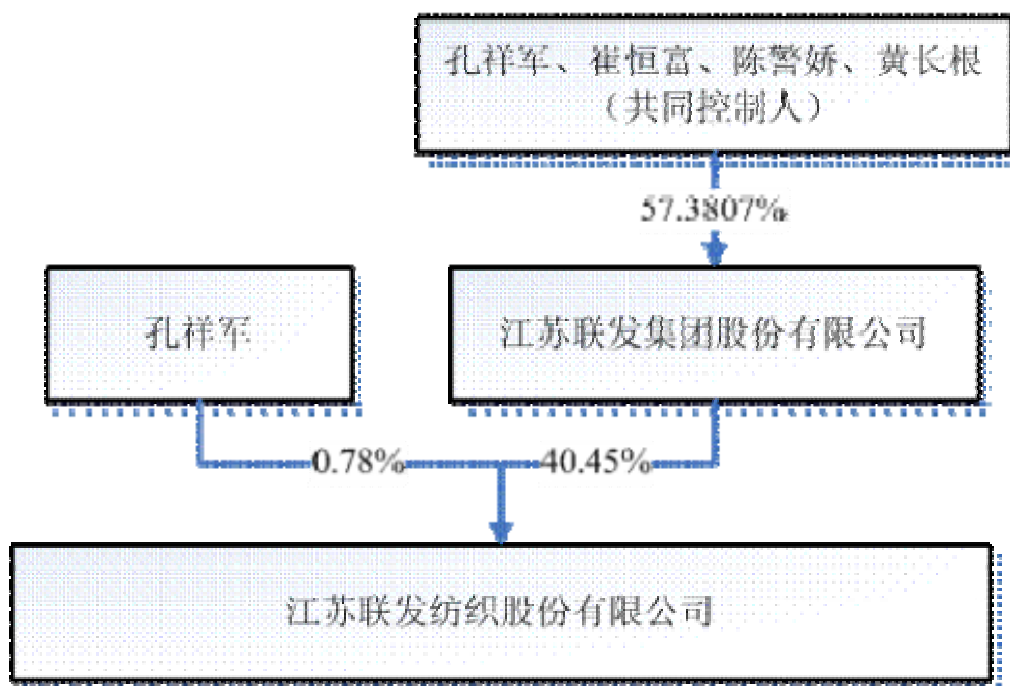 孔祥军、崔恒富、陈警娇、黄长根
（共同控制人）
57.3807%
孔祥军
江苏联发集团股份有限公司
0.78%
40.45%
江苏联发纺织股份有限公司